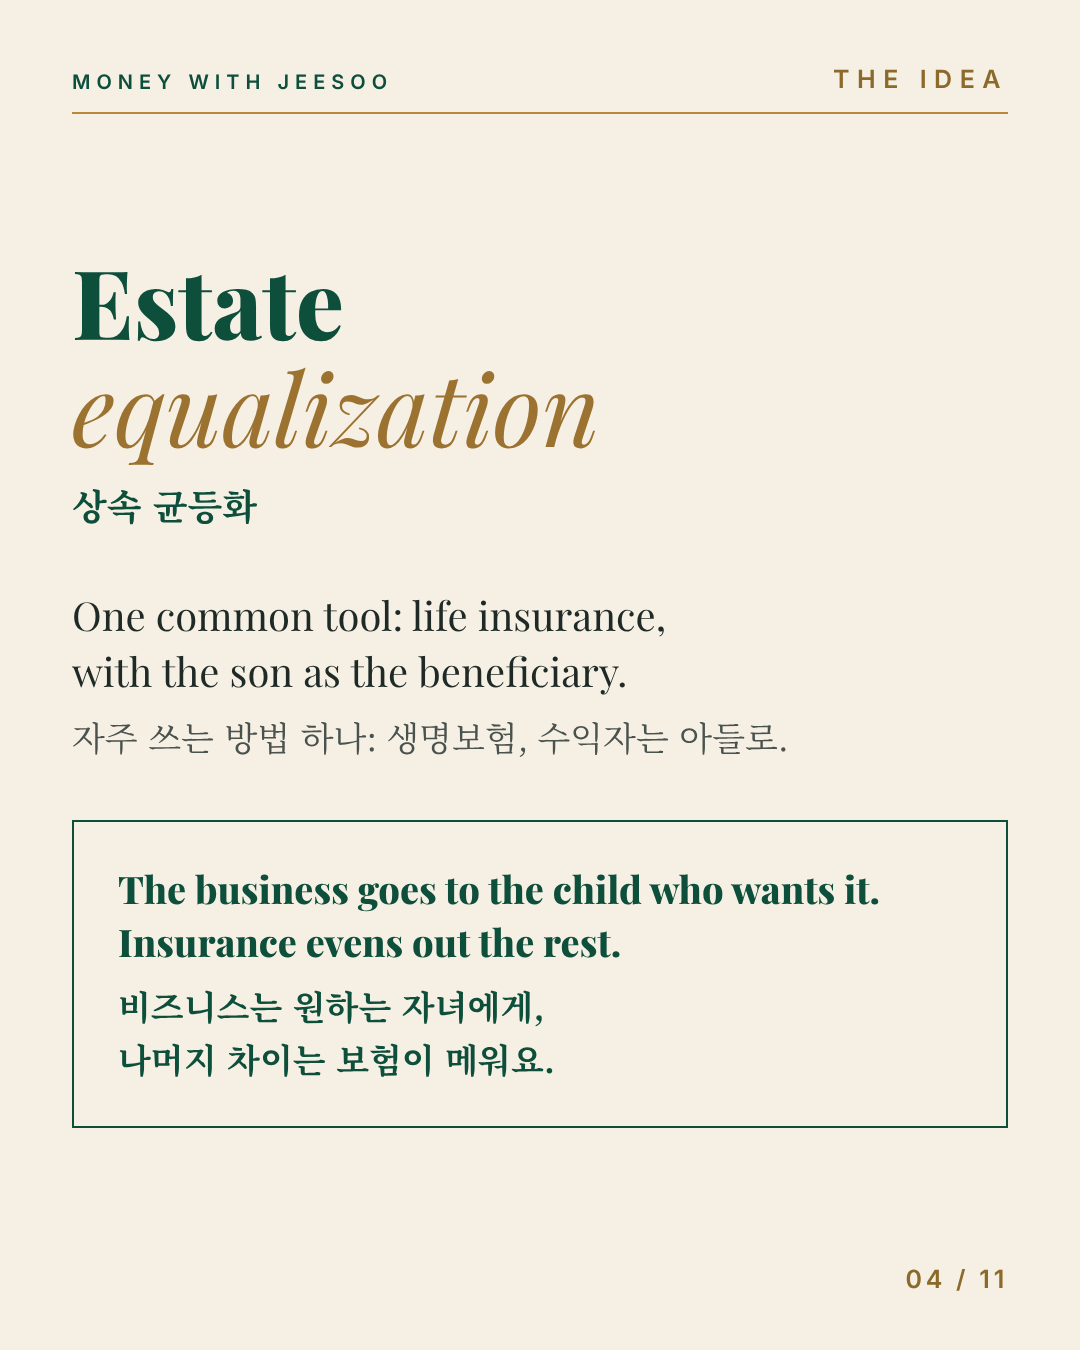 MONEY WITH JEESOO
THE IDEA
Estate
equalization
상속 균등화
One common tool: life insurance,
with the son as the beneficiary.
자주 쓰는 방법 하나: 생명보험, 수익자는 아들로.
The business goes to the child who wants it.
Insurance evens out the rest.
비즈니스는 원하는 자녀에게,
나머지 차이는 보험이 메워요.
04 / 11